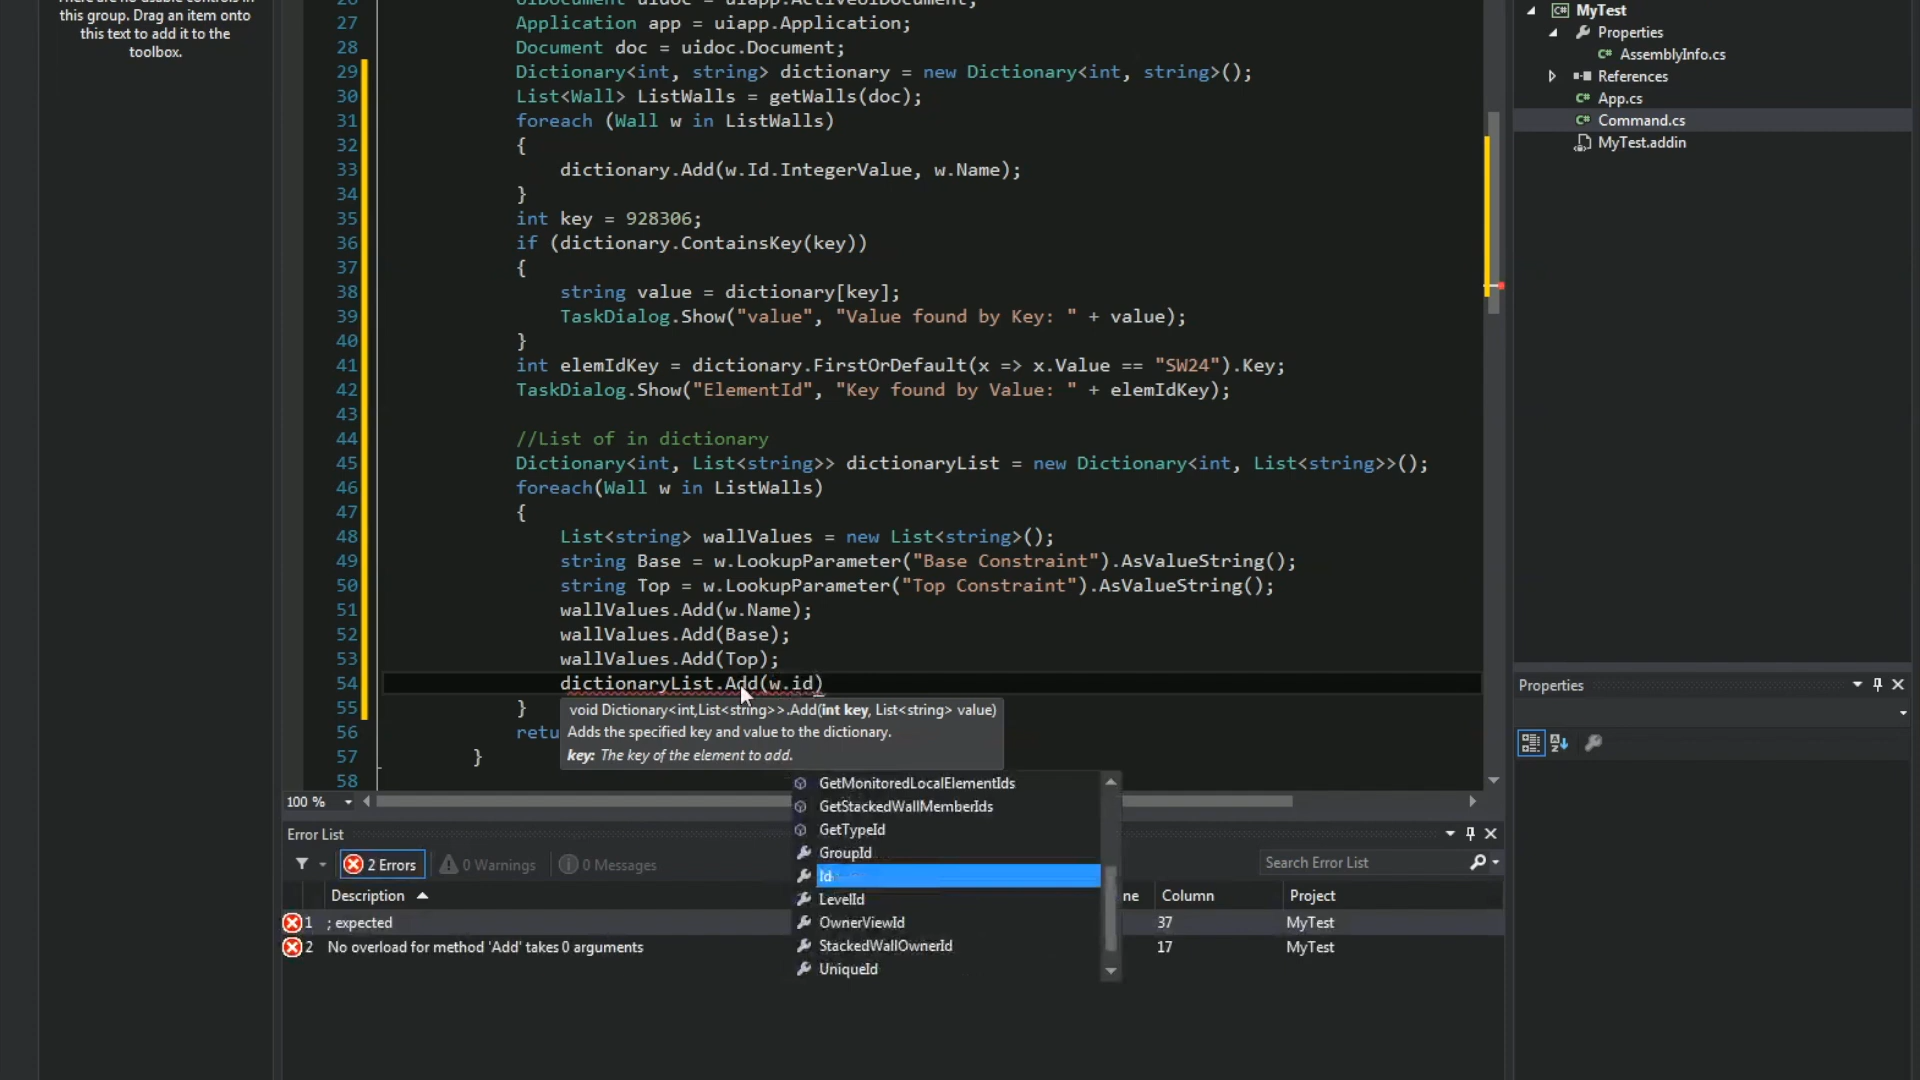 There are no usable controls in
this group. Drag an item onto
this text to add it to the
toolbox.
26 UIDocument uidoc = uiapp.ActiveUIDocument;
27 Application app = uiapp.Application;
28 Document doc = uidoc.Document;
29 Dictionary<int, string> dictionary = new Dictionary<int, string>();
30 List<Wall> ListWalls = getWalls(doc);
31 foreach (Wall w in ListWalls)
32 {
33 dictionary.Add(w.Id.IntegerValue, w.Name);
34 }
35 int key = 928306;
36 if (dictionary.ContainsKey(key))
37 {
38 string value = dictionary[key];
39 TaskDialog.Show("value", "Value found by Key: " + value);
40 }
41 int elemIdKey = dictionary.FirstOrDefault(x => x.Value == "SW24").Key;
42 TaskDialog.Show("ElementId", "Key found by Value: " + elemIdKey);
43
44 //List of in dictionary
45 Dictionary<int, List<string>> dictionaryList = new Dictionary<int, List<string>>();
46 foreach(Wall w in ListWalls)
47 {
48 List<string> wallValues = new List<string>();
49 string Base = w.LookupParameter("Base Constraint").AsValueString();
50 string Top = w.LookupParameter("Top Constraint").AsValueString();
51 wallValues.Add(w.Name);
52 wallValues.Add(Base);
53 wallValues.Add(Top);
54 dictionaryList.Add(w.id)
55 }
56 retu
57 }
58
void Dictionary<int,List<string>>.Add(int key, List<string> value)
Adds the specified key and value to the dictionary.
key: The key of the element to add.
GetMonitoredLocalElementIds
GetStackedWallMemberIds
GetTypeId
GroupId
Id
LevelId
OwnerViewId
StackedWallOwnerId
UniqueId
100 %
Error List
2 Errors 0 Warnings 0 Messages Search Error List
Description ne Column Project
1 ; expected 37 MyTest
2 No overload for method 'Add' takes 0 arguments 17 MyTest
C# MyTest
Properties
C# AssemblyInfo.cs
References
C# App.cs
C# Command.cs
MyTest.addin
Properties